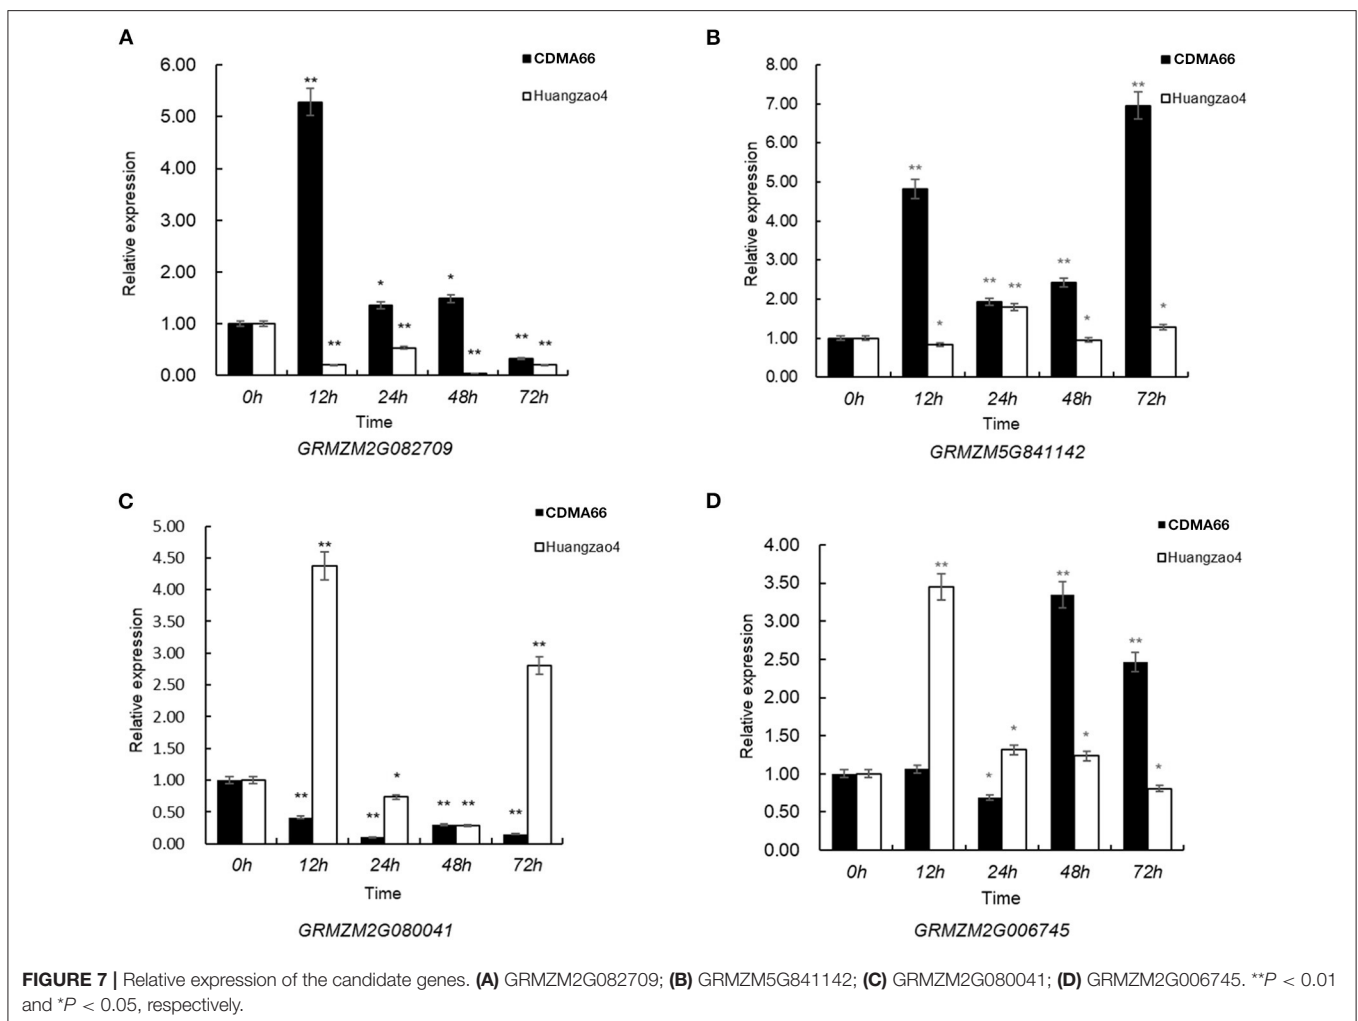 A
CDMA66
Huangzao4
6.00
5.00
4.00
3.00
2.00
1.00
0.00
Relative expression
**
**
*
**
*
**
**
**
0h 12h 24h 48h 72h
Time
GRMZM2G082709
B
CDMA66
Huangzao4
8.00
7.00
6.00
5.00
4.00
3.00
2.00
1.00
0.00
Relative expression
**
*
**
**
**
*
**
*
0h 12h 24h 48h 72h
Time
GRMZM5G841142
C
CDMA66
Huangzao4
5.00
4.50
4.00
3.50
3.00
2.50
2.00
1.50
1.00
0.50
0.00
Relative expression
**
**
**
*
**
**
**
**
0h 12h 24h 48h 72h
Time
GRMZM2G080041
D
CDMA66
Huangzao4
4.00
3.50
3.00
2.50
2.00
1.50
1.00
0.50
0.00
Relative expression
**
*
*
**
*
**
*
0h 12h 24h 48h 72h
Time
GRMZM2G006745
FIGURE 7 | Relative expression of the candidate genes. (A) GRMZM2G082709; (B) GRMZM5G841142; (C) GRMZM2G080041; (D) GRMZM2G006745. **P < 0.01
and *P < 0.05, respectively.